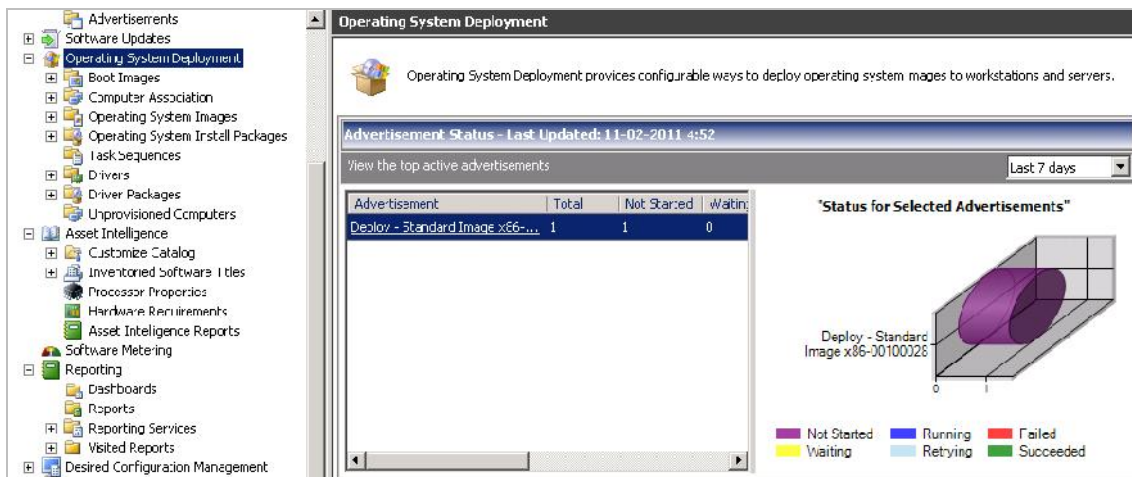 Advertisements
Software Updates
Operating System Deployment
Boot Images
Computer Association
Operating System Images
Operating System Install Packages
Task Sequences
Drivers
Driver Packages
Unprovisioned Computers
Asset Intelligence
Customize Catalog
Inventoried Software Titles
Processor Properties
Hardware Requirements
Asset Intelligence Reports
Software Metering
Reporting
Dashboards
Reports
Reporting Services
Visited Reports
Desired Configuration Management
Operating System Deployment
Operating System Deployment provides configurable ways to deploy operating system images to workstations and servers.
Advertisement Status - Last Updated: 11-02-2011 4:52
View the top active advertisements
Last 7 days
Advertisement Total Not Started Waitin
Deploy - Standard Image x86-... 1 1 0
"Status for Selected Advertisements"
Deploy - Standard
Image x86-00100028
0 1
Not Started Running Failed
Waiting Retrying Succeeded